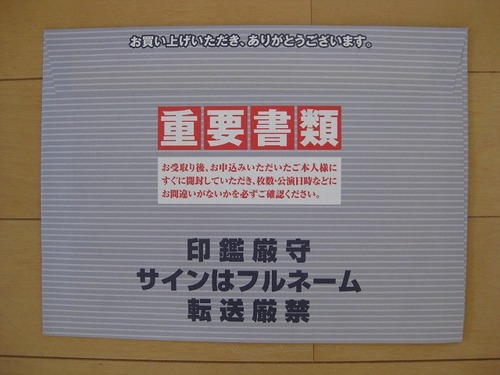 お買い上げいただき、ありがとうございます。
重要書類
お受取り後、お申込みいただいたご本人様に
すぐに開封していただき、枚数・公演日時などに
お間違いがないかを必ずご確認ください。
印鑑厳守
サインはフルネーム
転送厳禁